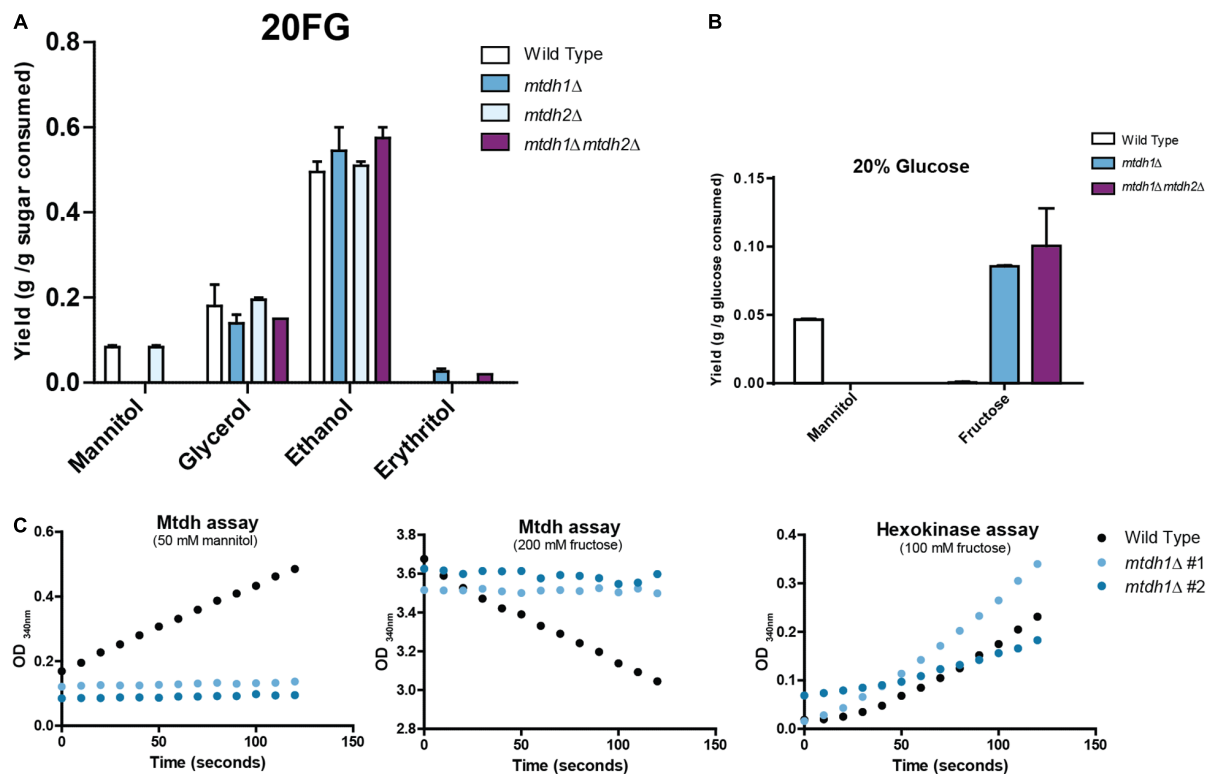 A
20FG
Yield (g /g sugar consumed)
0.8
0.6
0.4
0.2
0.0
Mannitol
Glycerol
Ethanol
Erythritol
Wild Type
mtdh1Δ
mtdh2Δ
mtdh1Δ mtdh2Δ
B
20% Glucose
Yield (g /g glucose consumed)
0.15
0.10
0.05
0.00
Mannitol
Fructose
Wild Type
mtdh1Δ
mtdh1Δ mtdh2Δ
C
Mtdh assay
(50 mM mannitol)
OD 340nm
0.6
0.4
0.2
0.0
0 50 100 150
Time (seconds)
Mtdh assay
(200 mM fructose)
OD 340nm
3.8
3.6
3.4
3.2
3.0
2.8
0 50 100 150
Time (seconds)
Hexokinase assay
(100 mM fructose)
OD 340nm
0.4
0.3
0.2
0.1
0.0
0 50 100 150
Time (seconds)
Wild Type
mtdh1Δ #1
mtdh1Δ #2